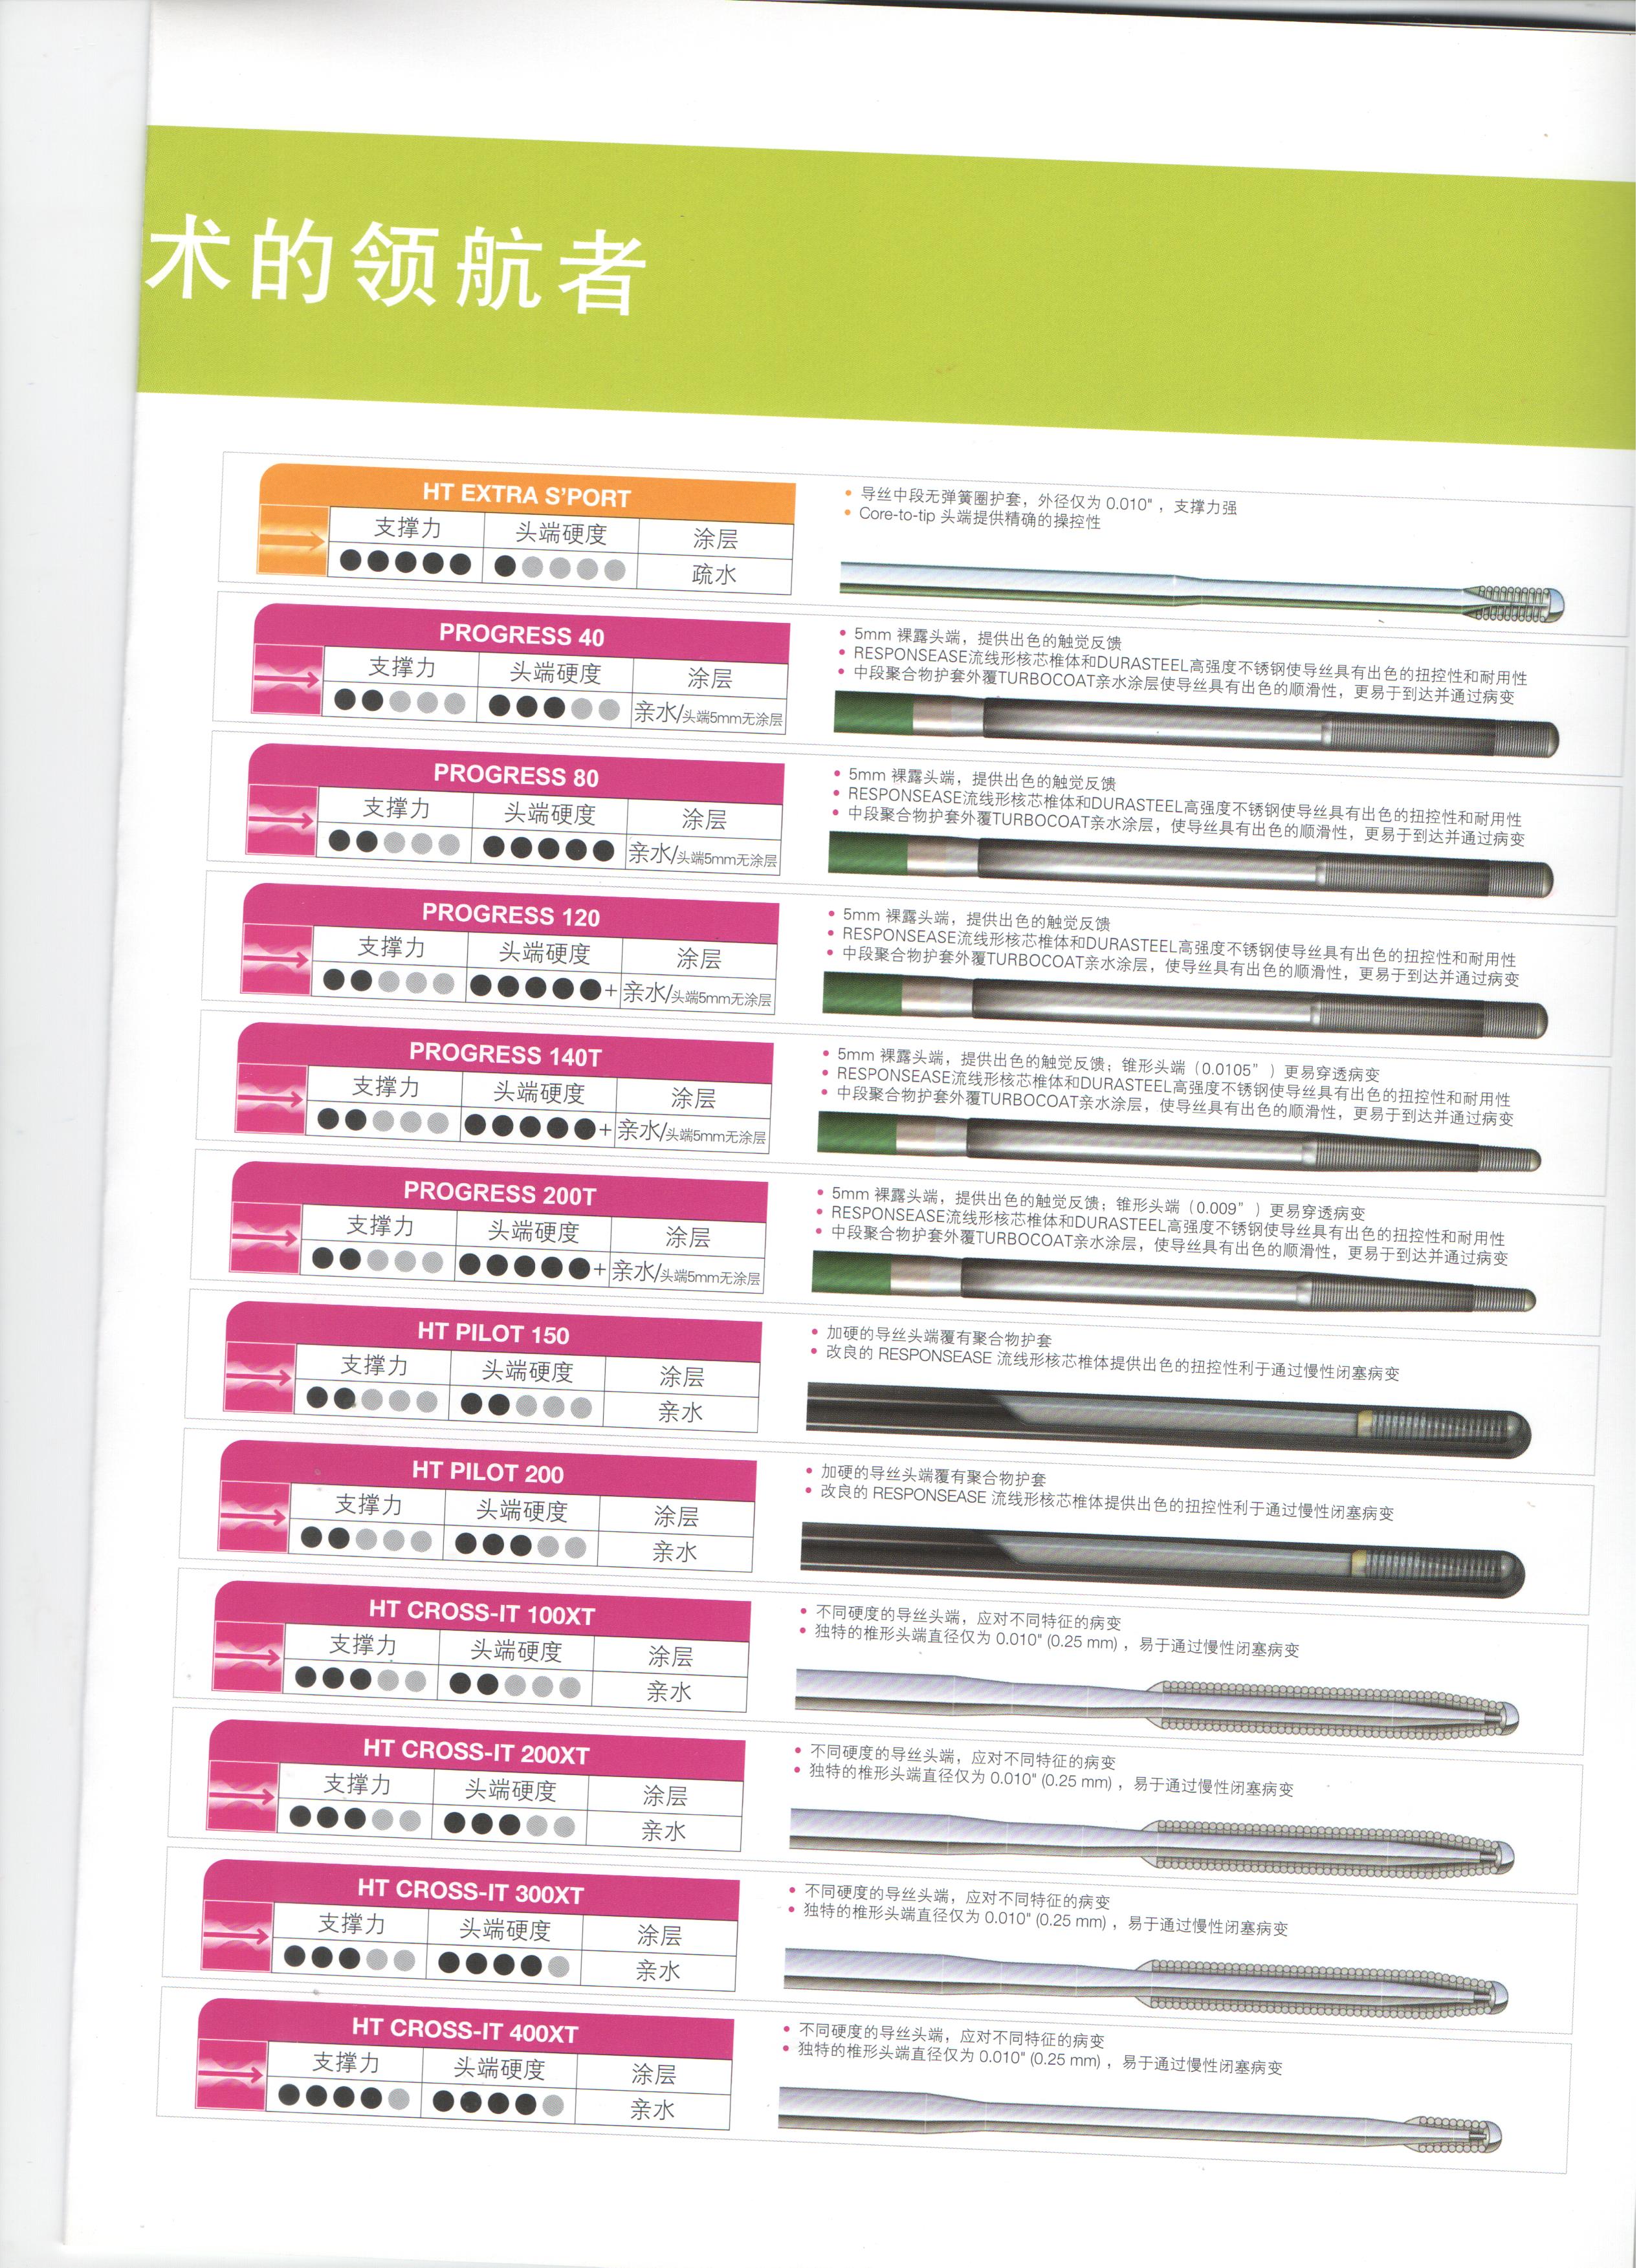 术的领航者
HT EXTRA S'PORT
支撑力 头端硬度 涂层
疏水
• 导丝中段无弹簧圈护套，外径仅为 0.010"，支撑力强
• Core-to-tip 头端提供精确的操控性
PROGRESS 40
支撑力 头端硬度 涂层
亲水/头端5mm无涂层
• 5mm 裸露头端，提供出色的触觉反馈
• RESPONSEASE流线形核芯椎体和DURASTEEL高强度不锈钢使导丝具有出色的扭控性和耐用性
• 中段聚合物护套外覆TURBOCOAT亲水涂层使导丝具有出色的顺滑性，更易于到达并通过病变
PROGRESS 80
支撑力 头端硬度 涂层
亲水/头端5mm无涂层
• 5mm 裸露头端，提供出色的触觉反馈
• RESPONSEASE流线形核芯椎体和DURASTEEL高强度不锈钢使导丝具有出色的扭控性和耐用性
• 中段聚合物护套外覆TURBOCOAT亲水涂层，使导丝具有出色的顺滑性，更易于到达并通过病变
PROGRESS 120
支撑力 头端硬度 涂层
+ 亲水/头端5mm无涂层
• 5mm 裸露头端，提供出色的触觉反馈
• RESPONSEASE流线形核芯椎体和DURASTEEL高强度不锈钢使导丝具有出色的扭控性和耐用性
• 中段聚合物护套外覆TURBOCOAT亲水涂层，使导丝具有出色的顺滑性，更易于到达并通过病变
PROGRESS 140T
支撑力 头端硬度 涂层
+ 亲水/头端5mm无涂层
• 5mm 裸露头端，提供出色的触觉反馈；锥形头端（0.0105"）更易穿透病变
• RESPONSEASE流线形核芯椎体和DURASTEEL高强度不锈钢使导丝具有出色的扭控性和耐用性
• 中段聚合物护套外覆TURBOCOAT亲水涂层，使导丝具有出色的顺滑性，更易于到达并通过病变
PROGRESS 200T
支撑力 头端硬度 涂层
+ 亲水/头端5mm无涂层
• 5mm 裸露头端，提供出色的触觉反馈；锥形头端（0.009"）更易穿透病变
• RESPONSEASE流线形核芯椎体和DURASTEEL高强度不锈钢使导丝具有出色的扭控性和耐用性
• 中段聚合物护套外覆TURBOCOAT亲水涂层，使导丝具有出色的顺滑性，更易于到达并通过病变
HT PILOT 150
支撑力 头端硬度 涂层
亲水
• 加硬的导丝头端覆有聚合物护套
• 改良的 RESPONSEASE 流线形核芯椎体提供出色的扭控性利于通过慢性闭塞病变
HT PILOT 200
支撑力 头端硬度 涂层
亲水
• 加硬的导丝头端覆有聚合物护套
• 改良的 RESPONSEASE 流线形核芯椎体提供出色的扭控性利于通过慢性闭塞病变
HT CROSS-IT 100XT
支撑力 头端硬度 涂层
亲水
• 不同硬度的导丝头端，应对不同特征的病变
• 独特的椎形头端直径仅为 0.010" (0.25 mm)，易于通过慢性闭塞病变
HT CROSS-IT 200XT
支撑力 头端硬度 涂层
亲水
• 不同硬度的导丝头端，应对不同特征的病变
• 独特的椎形头端直径仅为 0.010" (0.25 mm)，易于通过慢性闭塞病变
HT CROSS-IT 300XT
支撑力 头端硬度 涂层
亲水
• 不同硬度的导丝头端，应对不同特征的病变
• 独特的椎形头端直径仅为 0.010" (0.25 mm)，易于通过慢性闭塞病变
HT CROSS-IT 400XT
支撑力 头端硬度 涂层
亲水
• 不同硬度的导丝头端，应对不同特征的病变
• 独特的椎形头端直径仅为 0.010" (0.25 mm)，易于通过慢性闭塞病变